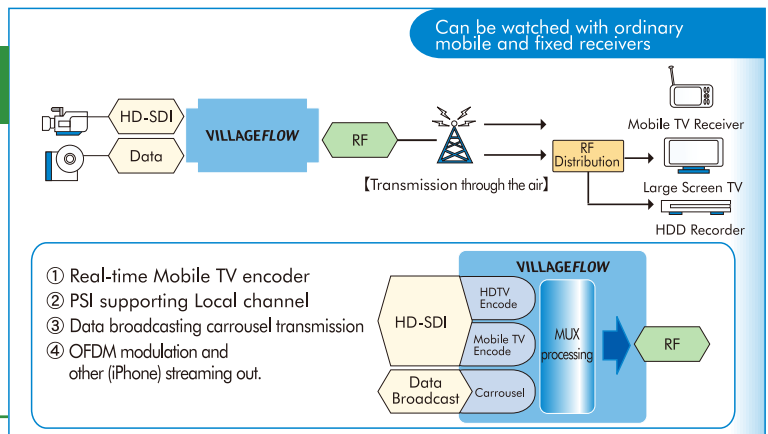 Can be watched with ordinary
mobile and fixed receivers
HD-SDI
Data
VILLAGEFLOW
RF
【Transmission through the air】
RF
Distribution
Mobile TV Receiver
Large Screen TV
HDD Recorder
① Real-time Mobile TV encoder
② PSI supporting Local channel
③ Data broadcasting carrousel transmission
④ OFDM modulation and
other (iPhone) streaming out.
VILLAGEFLOW
HD-SDI
Data
Broadcast
HDTV
Encode
Mobile TV
Encode
Carrousel
MUX
processing
RF